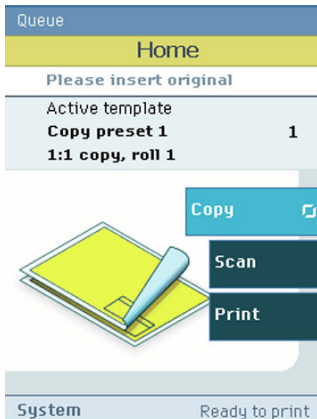 Queue
Home
Please insert original
Active template
Copy preset 1 1
1:1 copy, roll 1
Copy
Scan
Print
System Ready to print